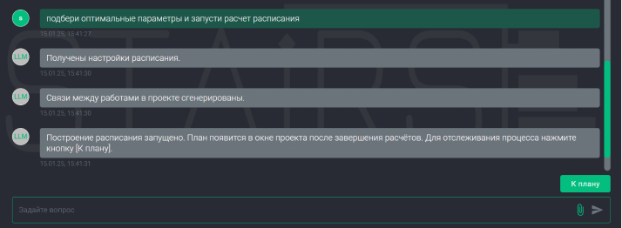 в
подбери оптимальные параметры и запусти расчет расписания
15.01.25, 15:41:27
LLM
Получены настройки расписания.
15.01.25, 15:41:30
LLM
Связи между работами в проекте сгенерированы.
15.01.25, 15:41:30
LLM
Построение расписания запущено. План появится в окне проекта после завершения расчётов. Для отслеживания процесса нажмите
кнопку [К плану].
15.01.25, 15:41:31
К плану
Задайте вопрос